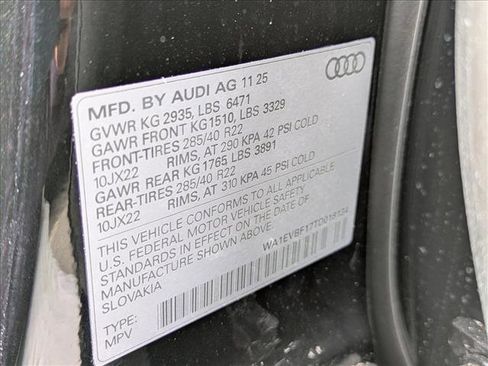 MFD. BY AUDI AG 11 25
GVWR KG 2935, LBS 6471
GAWR FRONT KG1510, LBS 3329
FRONT-TIRES 285/40 R22
10JX22 RIMS, AT 290 KPA 42 PSI COLD
GAWR REAR KG1765 LBS 3891
REAR-TIRES 285/40 R22
10JX22 RIMS, AT 310 KPA 45 PSI COLD
THIS VEHICLE CONFORMS TO ALL APPLICABLE
U.S. FEDERAL MOTOR VEHICLE SAFETY
STANDARDS IN EFFECT ON THE DATE OF
MANUFACTURE SHOWN ABOVE.
SLOVAKIA
TYPE:
MPV